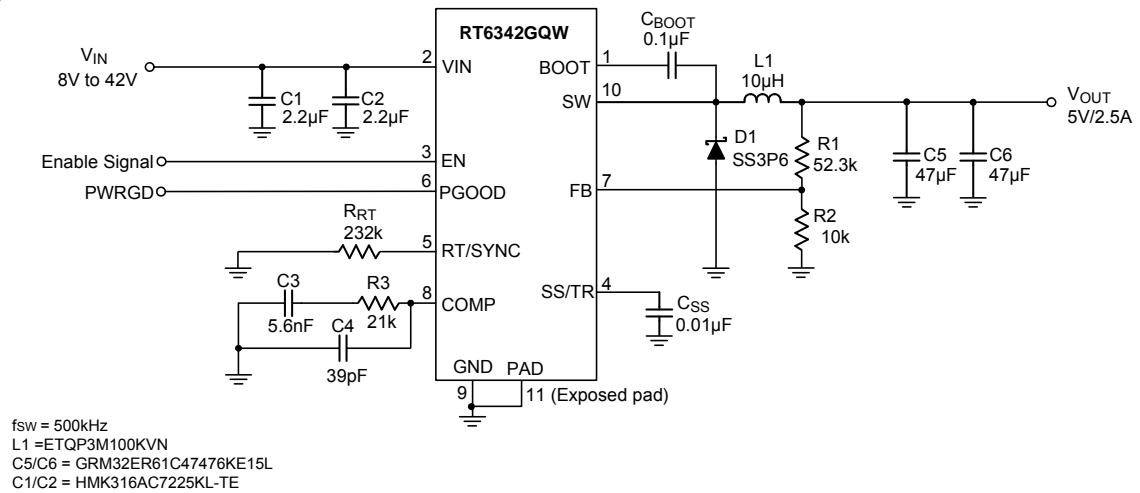 RT6342GQW
VIN
8V to 42V
2
VIN
C1
2.2µF
C2
2.2µF
Enable Signal
3
EN
PWRGD
6
PGOOD
RRT
232k
5
RT/SYNC
C3
5.6nF
R3
21k
8
COMP
C4
39pF
GND
PAD
9
11 (Exposed pad)
CBOOT
0.1µF
1
BOOT
10
SW
L1
10µH
VOUT
5V/2.5A
D1
SS3P6
R1
52.3k
C5
47µF
C6
47µF
7
FB
R2
10k
4
SS/TR
CSS
0.01µF
fSW = 500kHz
L1 =ETQP3M100KVN
C5/C6 = GRM32ER61C47476KE15L
C1/C2 = HMK316AC7225KL-TE